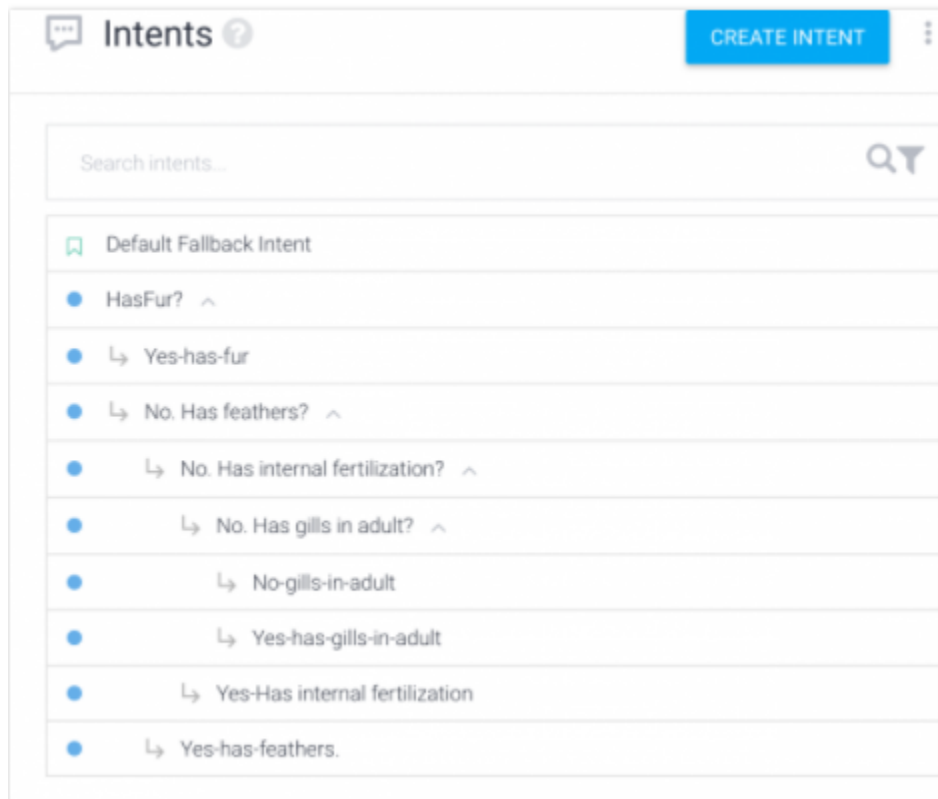 Intents ?
CREATE INTENT
Search intents...
Default Fallback Intent
HasFur?
Yes-has-fur
No. Has feathers?
No. Has internal fertilization?
No. Has gills in adult?
No-gills-in-adult
Yes-has-gills-in-adult
Yes-Has internal fertilization
Yes-has-feathers.